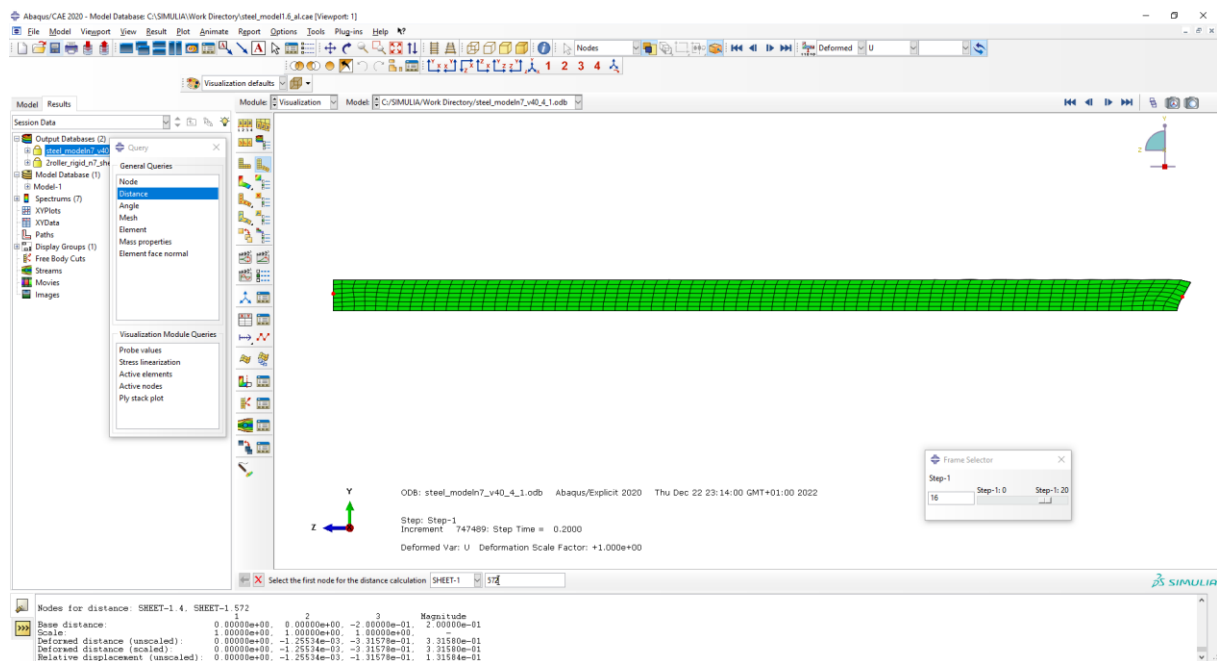 Abaqus/CAE 2020 - Model Database: C:\SIMULIA\Work Directory\steel_model1.6_al.cae [Viewport: 1]
File Model Viewport View Result Plot Animate Report Options Tools Plug-ins Help
Nodes Deformed U
1 2 3 4
Visualization defaults
Model Results Module: Visualization Model: C:/SIMULIA/Work Directory/steel_modeln7_v40_4_1.odb
Session Data
Output Databases (2)
steel_modeln7_v40
2roller_rigid_n7_she
Model Database (1)
Model-1
Spectrums (7)
XYPlots
XYData
Paths
Display Groups (1)
Free Body Cuts
Streams
Movies
Images
Query
General Queries
Node
Distance
Angle
Mesh
Element
Mass properties
Element face normal
Visualization Module Queries
Probe values
Stress linearization
Active elements
Active nodes
Ply stack plot
Y
Z
Frame Selector
Step-1
16 Step-1: 0 Step-1: 20
Y
Z
ODB: steel_modeln7_v40_4_1.odb Abaqus/Explicit 2020 Thu Dec 22 23:14:00 GMT+01:00 2022
Step: Step-1
Increment 747489: Step Time = 0.2000
Deformed Var: U Deformation Scale Factor: +1.000e+00
Select the first node for the distance calculation SHEET-1 572
SIMULIA
Nodes for distance: SHEET-1.4, SHEET-1.572
1 2 3 Magnitude
Base distance: 0.00000e+00, 0.00000e+00, -2.00000e-01, 2.00000e-01
Scale: 1.00000e+00, 1.00000e+00, 1.00000e+00, -
Deformed distance (unscaled): 0.00000e+00, -1.25534e-03, -3.31578e-01, 3.31580e-01
Deformed distance (scaled): 0.00000e+00, -1.25534e-03, -3.31578e-01, 3.31580e-01
Relative displacement (unscaled): 0.00000e+00, -1.25534e-03, -1.31578e-01, 1.31584e-01